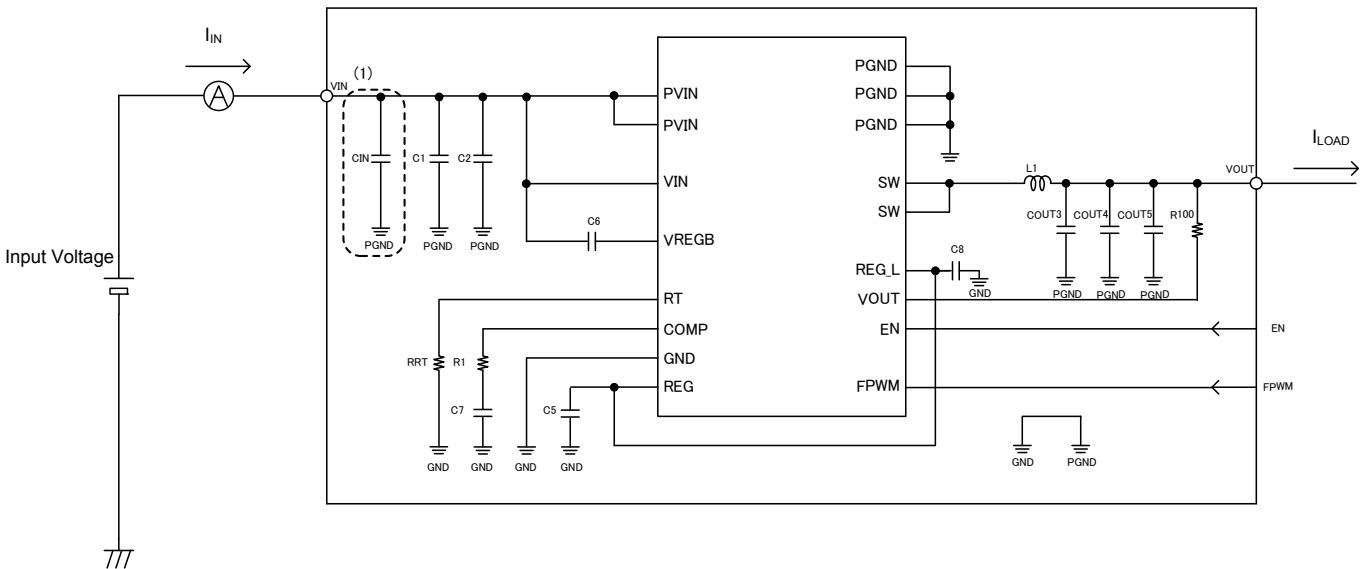 I_IN
A
VIN
(1)
CIN
C1
C2
PGND
PGND
PGND
Input Voltage
C6
RRT
R1
C7
C5
GND
GND
GND
GND
PVIN
PVIN
VIN
VREGB
RT
COMP
GND
REG
PGND
PGND
PGND
SW
SW
REG_L
VOUT
EN
FPWM
C8
GND
L1
COUT3
COUT4
COUT5
R100
PGND
PGND
PGND
VOUT
I_LOAD
EN
FPWM
GND
PGND